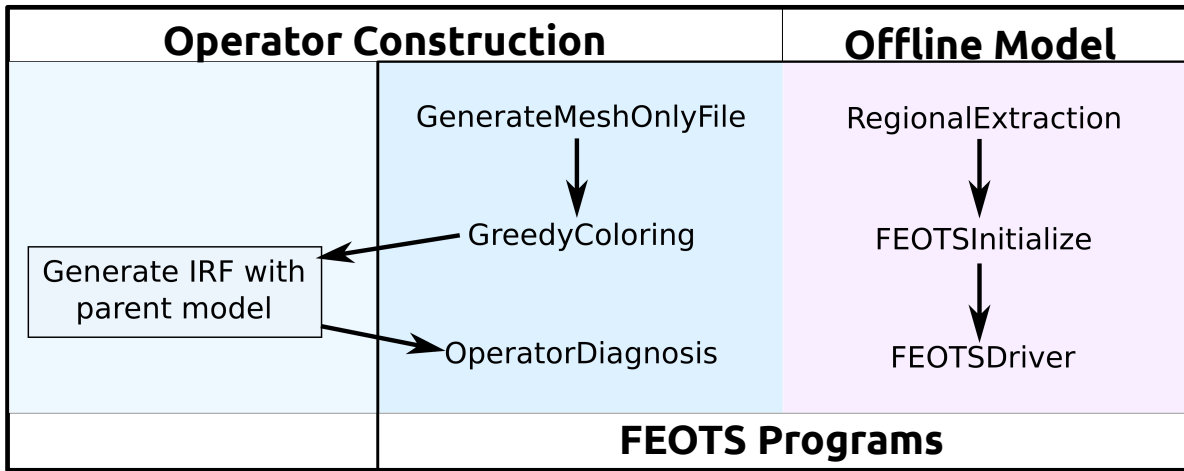 Operator Construction
Offline Model
GenerateMeshOnlyFile
GreedyColoring
Generate IRF with
parent model
OperatorDiagnosis
RegionalExtraction
FEOTSInitialize
FEOTSDriver
FEOTS Programs